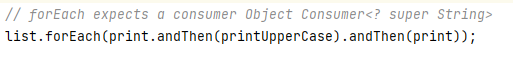 // forEach expects a consumer Object Consumer<? super String>
list.forEach(print.andThen(printUpperCase).andThen(print));